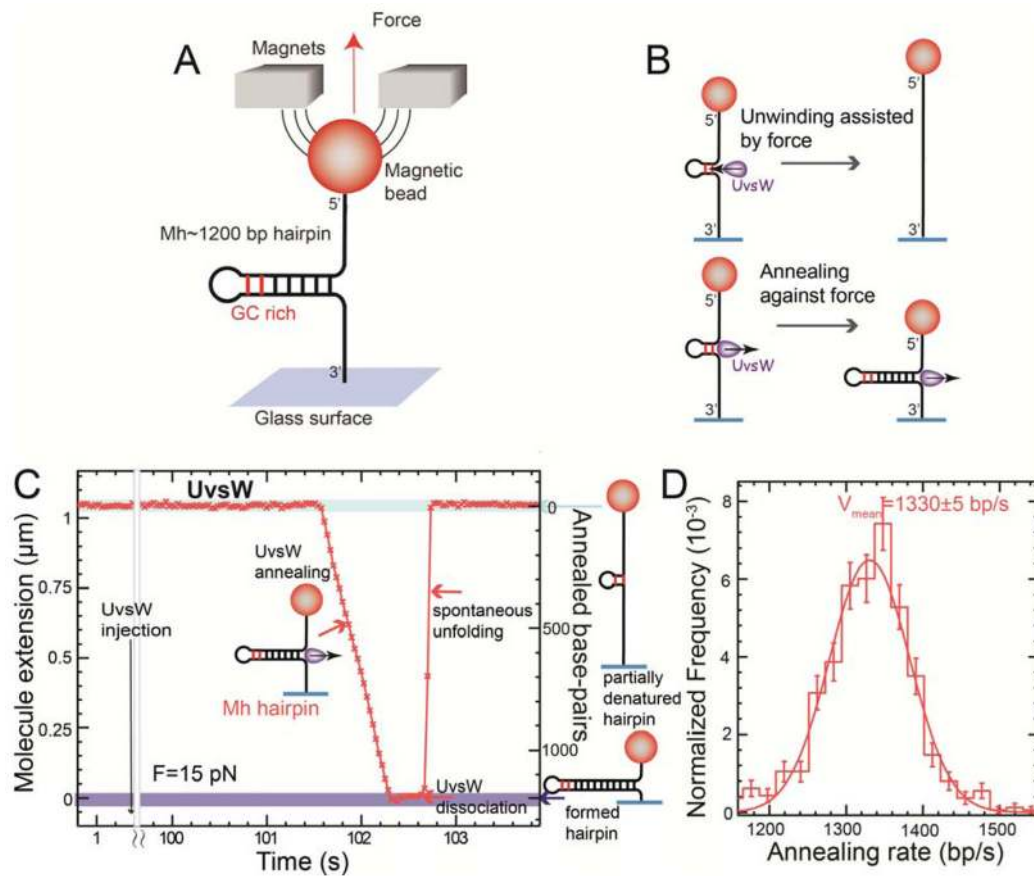 A
Force
Magnets
Magnetic
bead
5'
Mh~1200 bp hairpin
GC rich
3'
Glass surface
B
5'
Unwinding assisted
by force
UvsW
3'
3'
5'
Annealing
against force
UvsW
3'
5'
3'
C
UvsW
Molecule extension (μm)
1
0.75
0.5
0.25
0
UvsW
injection
UvsW
annealing
Mh hairpin
spontaneous
unfolding
F=15 pN
UvsW
dissociation
0
500
1000
Annealed base-pairs
partially
denatured
hairpin
formed
hairpin
1
100
101
102
103
Time (s)
D
Vmean=1330±5 bp/s
Normalized Frequency (10-3)
8
6
4
2
0
1200
1300
1400
1500
Annealing rate (bp/s)